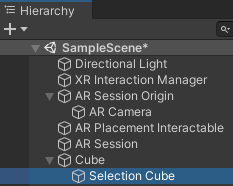 Hierarchy
SampleScene*
Directional Light
XR Interaction Manager
AR Session Origin
AR Camera
AR Placement Interactable
AR Session
Cube
Selection Cube